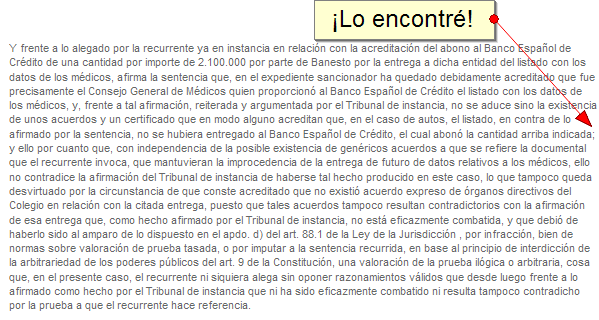 ¡Lo encontré!
Y frente a lo alegado por la recurrente ya en instancia en relación con la acreditación del abono al Banco Español de
Crédito de una cantidad por importe de 2.100.000 por parte de Banesto por la entrega a dicha entidad del listado con los
datos de los médicos, afirma la sentencia que, en el expediente sancionador ha quedado debidamente acreditado que fue
precisamente el Consejo General de Médicos quien proporcionó al Banco Español de Crédito el listado con los datos de
los médicos, y, frente a tal afirmación, reiterada y argumentada por el Tribunal de instancia, no se aduce sino la existencia
de unos acuerdos y un certificado que en modo alguno acreditan que, en el caso de autos, el listado, en contra de lo
afirmado por la sentencia, no se hubiera entregado al Banco Español de Crédito, el cual abonó la cantidad arriba indicada;
y ello por cuanto que, con independencia de la posible existencia de genéricos acuerdos a que se refiere la documental
que el recurrente invoca, que mantuvieran la improcedencia de la entrega de futuro de datos relativos a los médicos, ello
no contradice la afirmación del Tribunal de instancia de haberse tal hecho producido en este caso, lo que tampoco queda
desvirtuado por la circunstancia de que conste acreditado que no existió acuerdo expreso de órganos directivos del
Colegio en relación con la citada entrega, puesto que tales acuerdos tampoco resultan contradictorios con la afirmación
de esa entrega que, como hecho afirmado por el Tribunal de instancia, no está eficazmente combatida, y que debió de
haberlo sido al amparo de lo dispuesto en el apdo. d) del art. 88.1 de la Ley de la Jurisdicción , por infracción, bien de
normas sobre valoración de prueba tasada, o por imputar a la sentencia recurrida, en base al principio de interdicción de
la arbitrariedad de los poderes públicos del art. 9 de la Constitución, una valoración de la prueba ilógica o arbitraria, cosa
que, en el presente caso, el recurrente ni siquiera alega sin oponer razonamientos válidos que desde luego frente a lo
afirmado como hecho por el Tribunal de instancia que ni ha sido eficazmente combatido ni resulta tampoco contradicho
por la prueba a que el recurrente hace referencia.